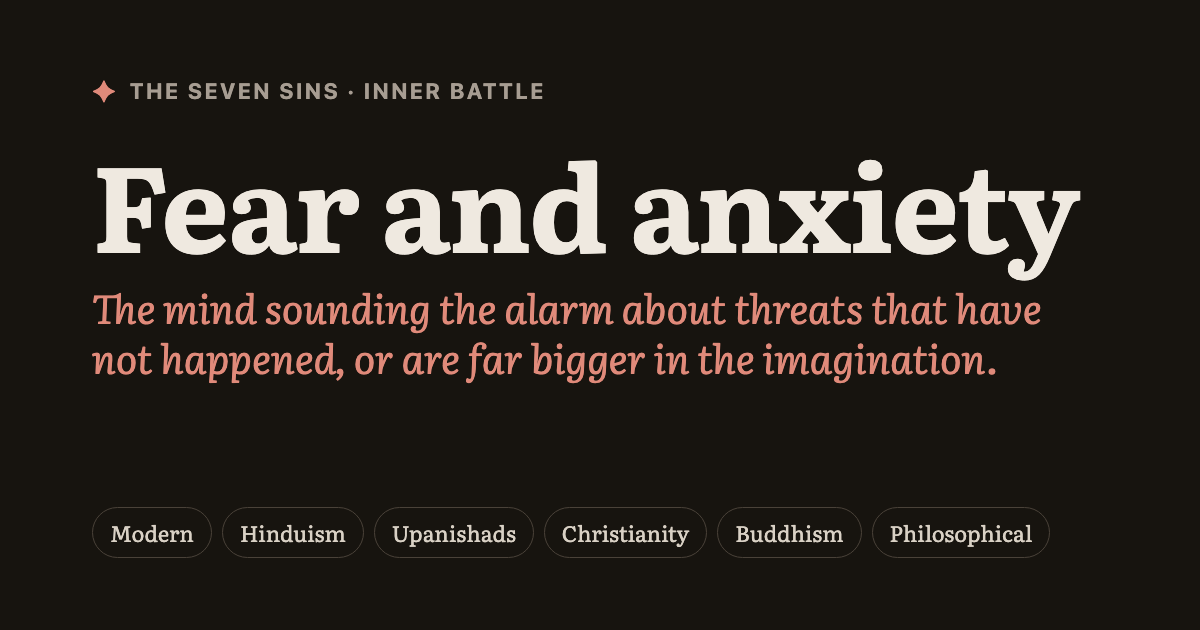 THE SEVEN SINS · INNER BATTLE
Fear and anxiety
The mind sounding the alarm about threats that have
not happened, or are far bigger in the imagination.
Modern Hinduism Upanishads Christianity Buddhism Philosophical